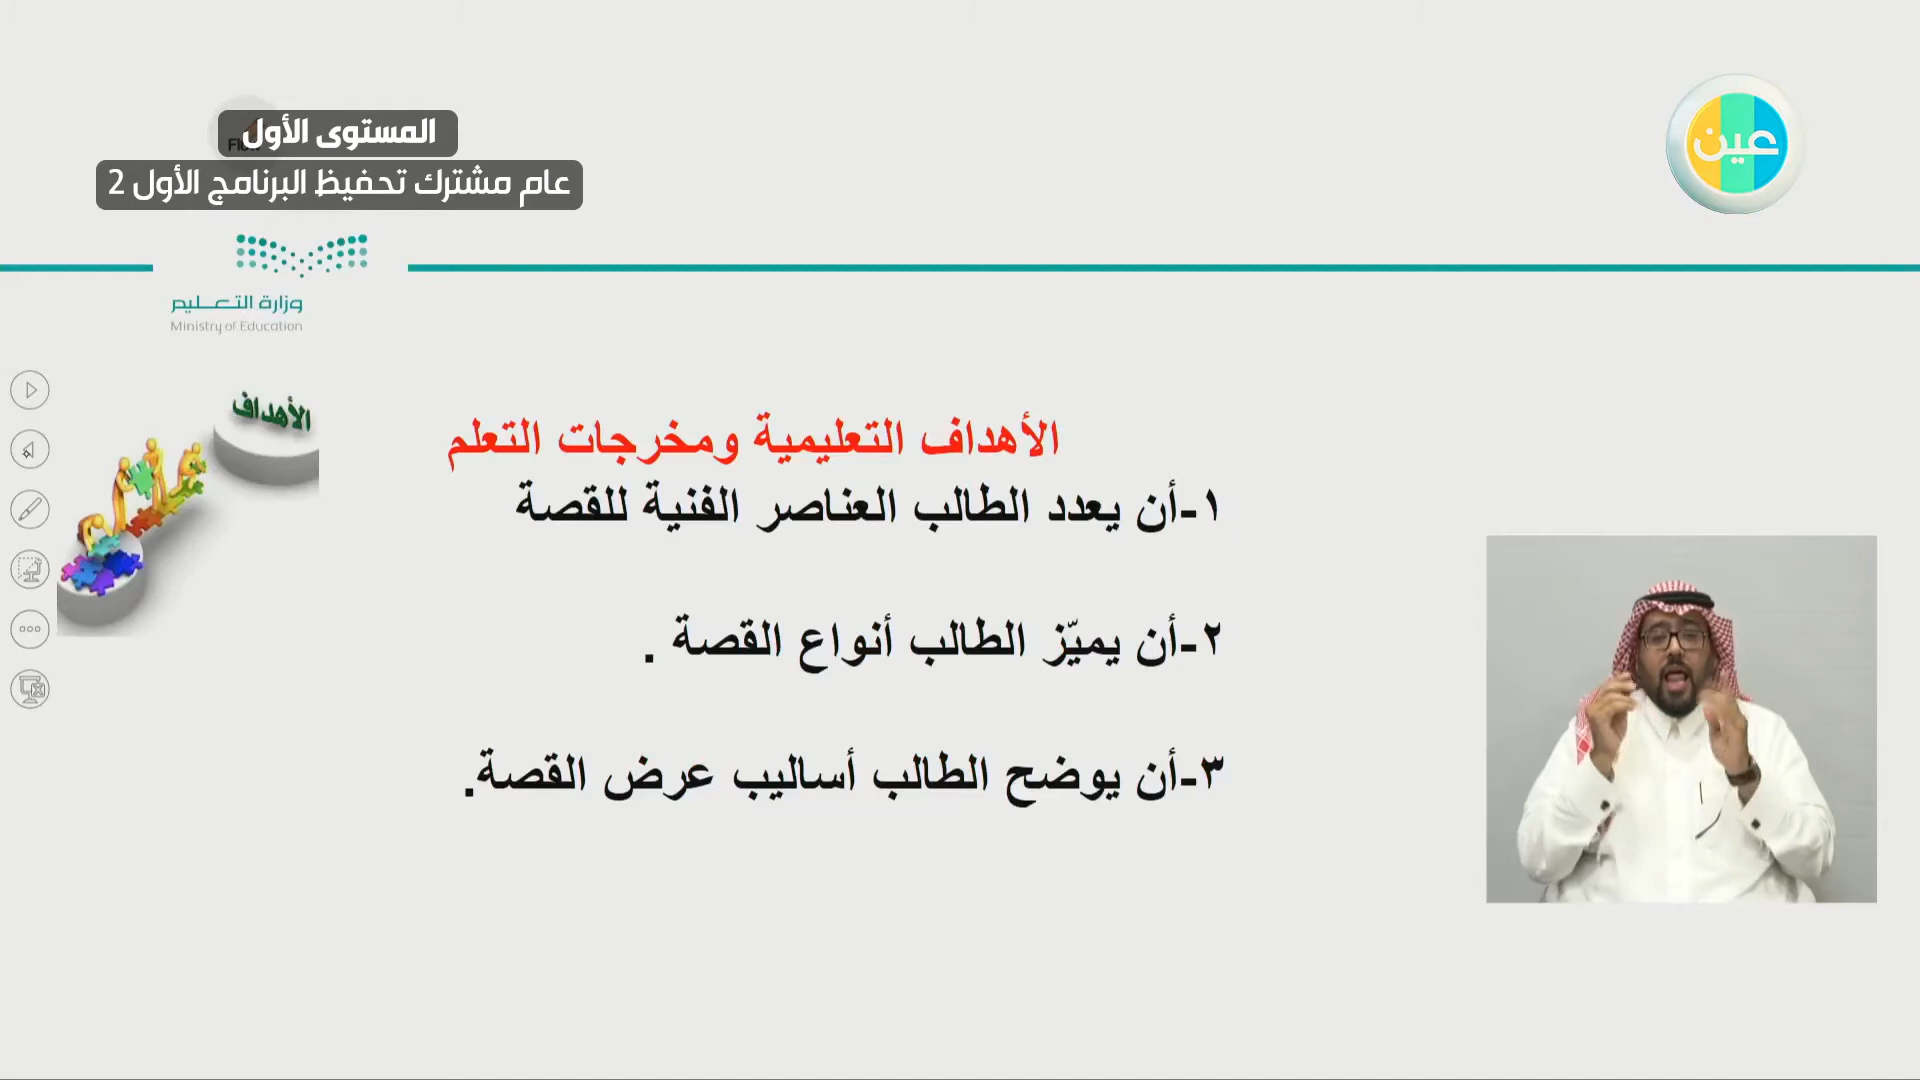 المستوى الأول
عام مشترك تحفيظ البرنامج الأول 2
عين
وزارة التعليم
Ministry of Education
الأهداف
الأهداف التعليمية ومخرجات التعلم
١-أن يعدد الطالب العناصر الفنية للقصة
٢-أن يميّز الطالب أنواع القصة .
٣-أن يوضح الطالب أساليب عرض القصة.